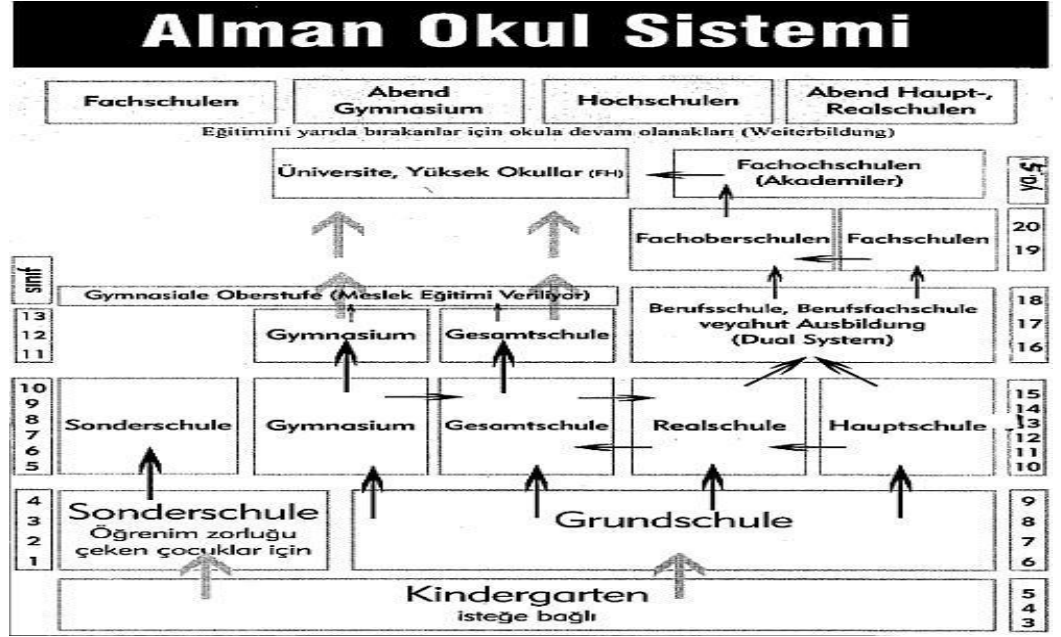 Alman Okul Sistemi
Fachschulen
Abend
Gymnasium
Hochschulen
Abend Haupt-,
Realschulen
Eğitimini yarıda bırakanlar için okula devam olanakları (Weiterbildung)
Üniversite, Yüksek Okullar (FH)
Fachochschulen
(Akademiler)
yaş
Fachoberschulen
Fachschulen
20
19
sınıf
Gymnasiale Oberstufe (Meslek Eğitimi Veriliyor)
13
12
11
Gymnasium
Gesamtschule
Berufsschule, Berufsfachschule
veyahut Ausbildung
(Dual System)
18
17
16
10
9
8
7
6
5
Sonderschule
Gymnasium
Gesamtschule
Realschule
Hauptschule
15
14
13
12
11
10
4
3
2
1
Sonderschule
Öğrenim zorluğu
çeken çocuklar için
Grundschule
9
8
7
6
Kindergarten
isteğe bağlı
5
4
3